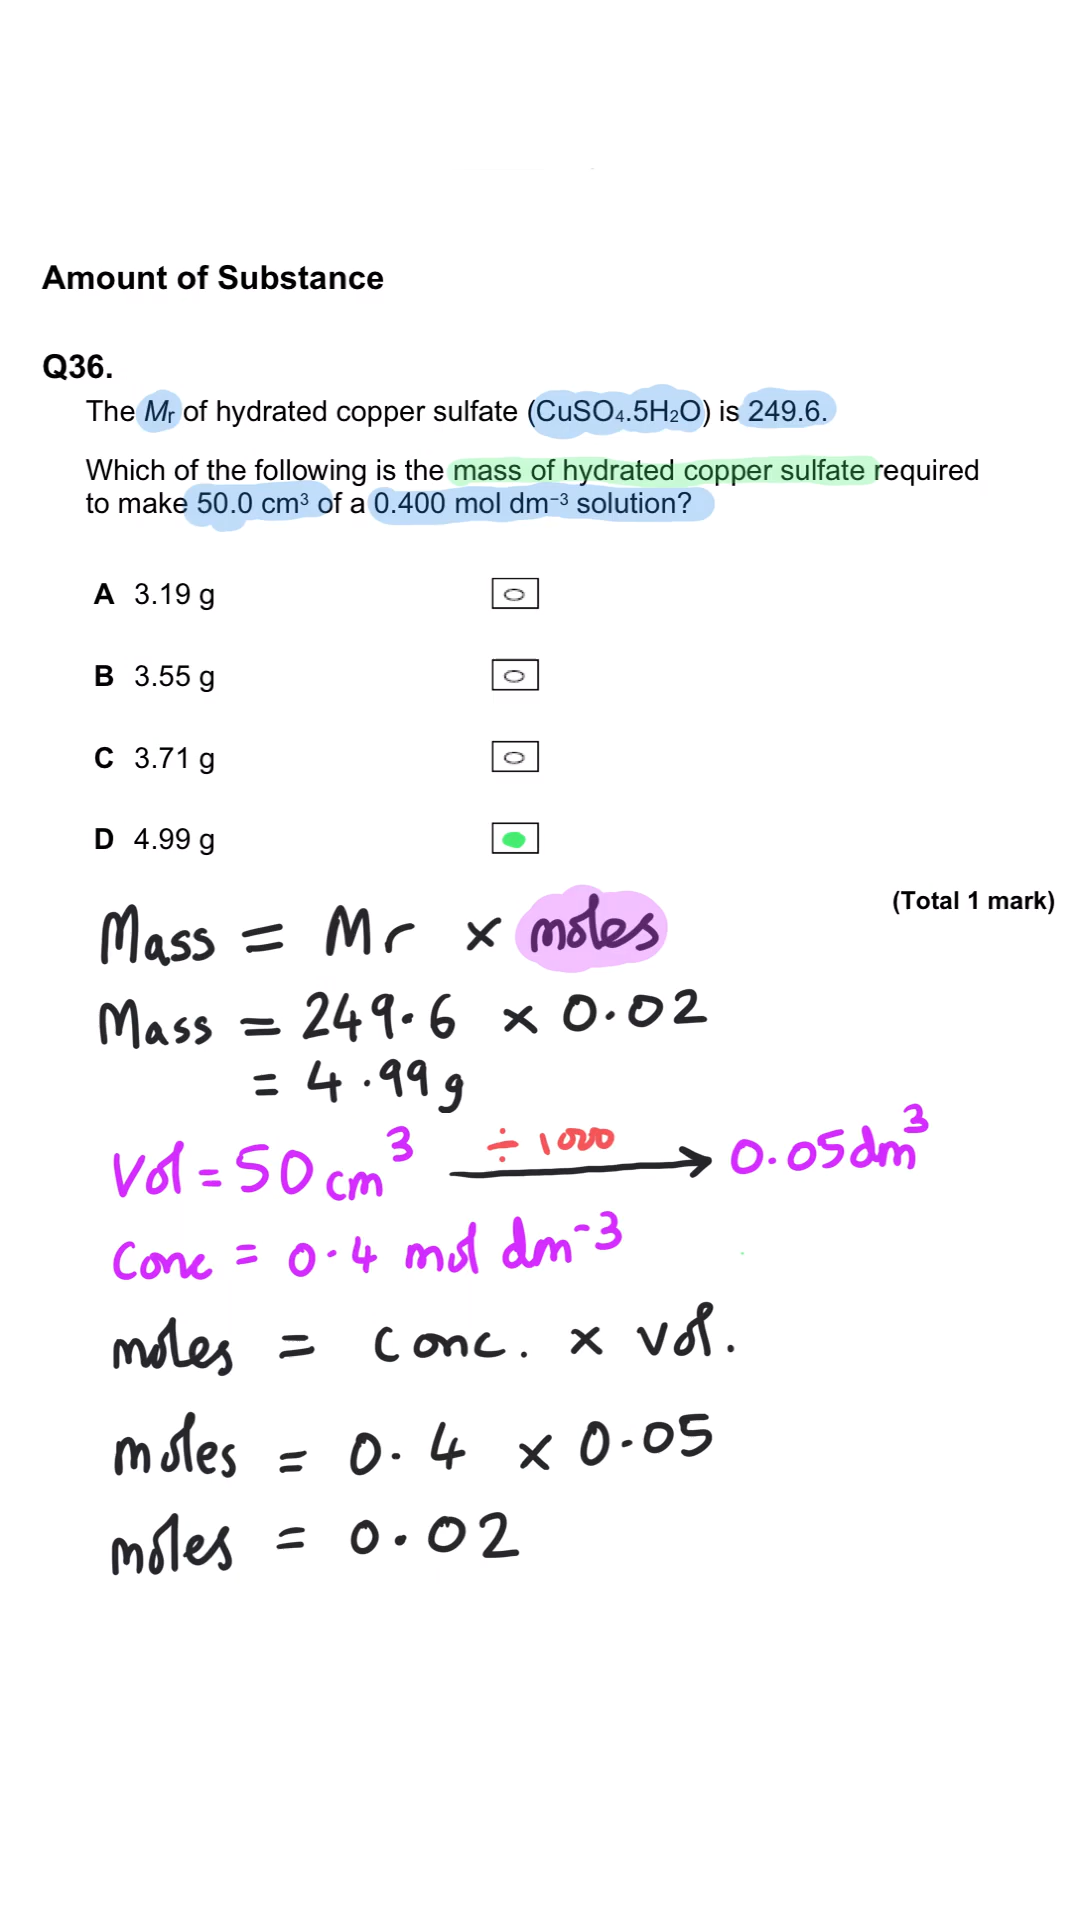 Amount of Substance
Q36.
The Mr of hydrated copper sulfate (CuSO₄.5H₂O) is 249.6.
Which of the following is the mass of hydrated copper sulfate required
to make 50.0 cm³ of a 0.400 mol dm⁻³ solution?
A 3.19 g
B 3.55 g
C 3.71 g
D 4.99 g
(Total 1 mark)
Mass = Mr × moles
Mass = 249.6 × 0.02
= 4.99g
Vol = 50 cm³ ÷ 1000 → 0.05 dm³
Conc = 0.4 mol dm⁻³
moles = conc. × vol.
moles = 0.4 × 0.05
moles = 0.02